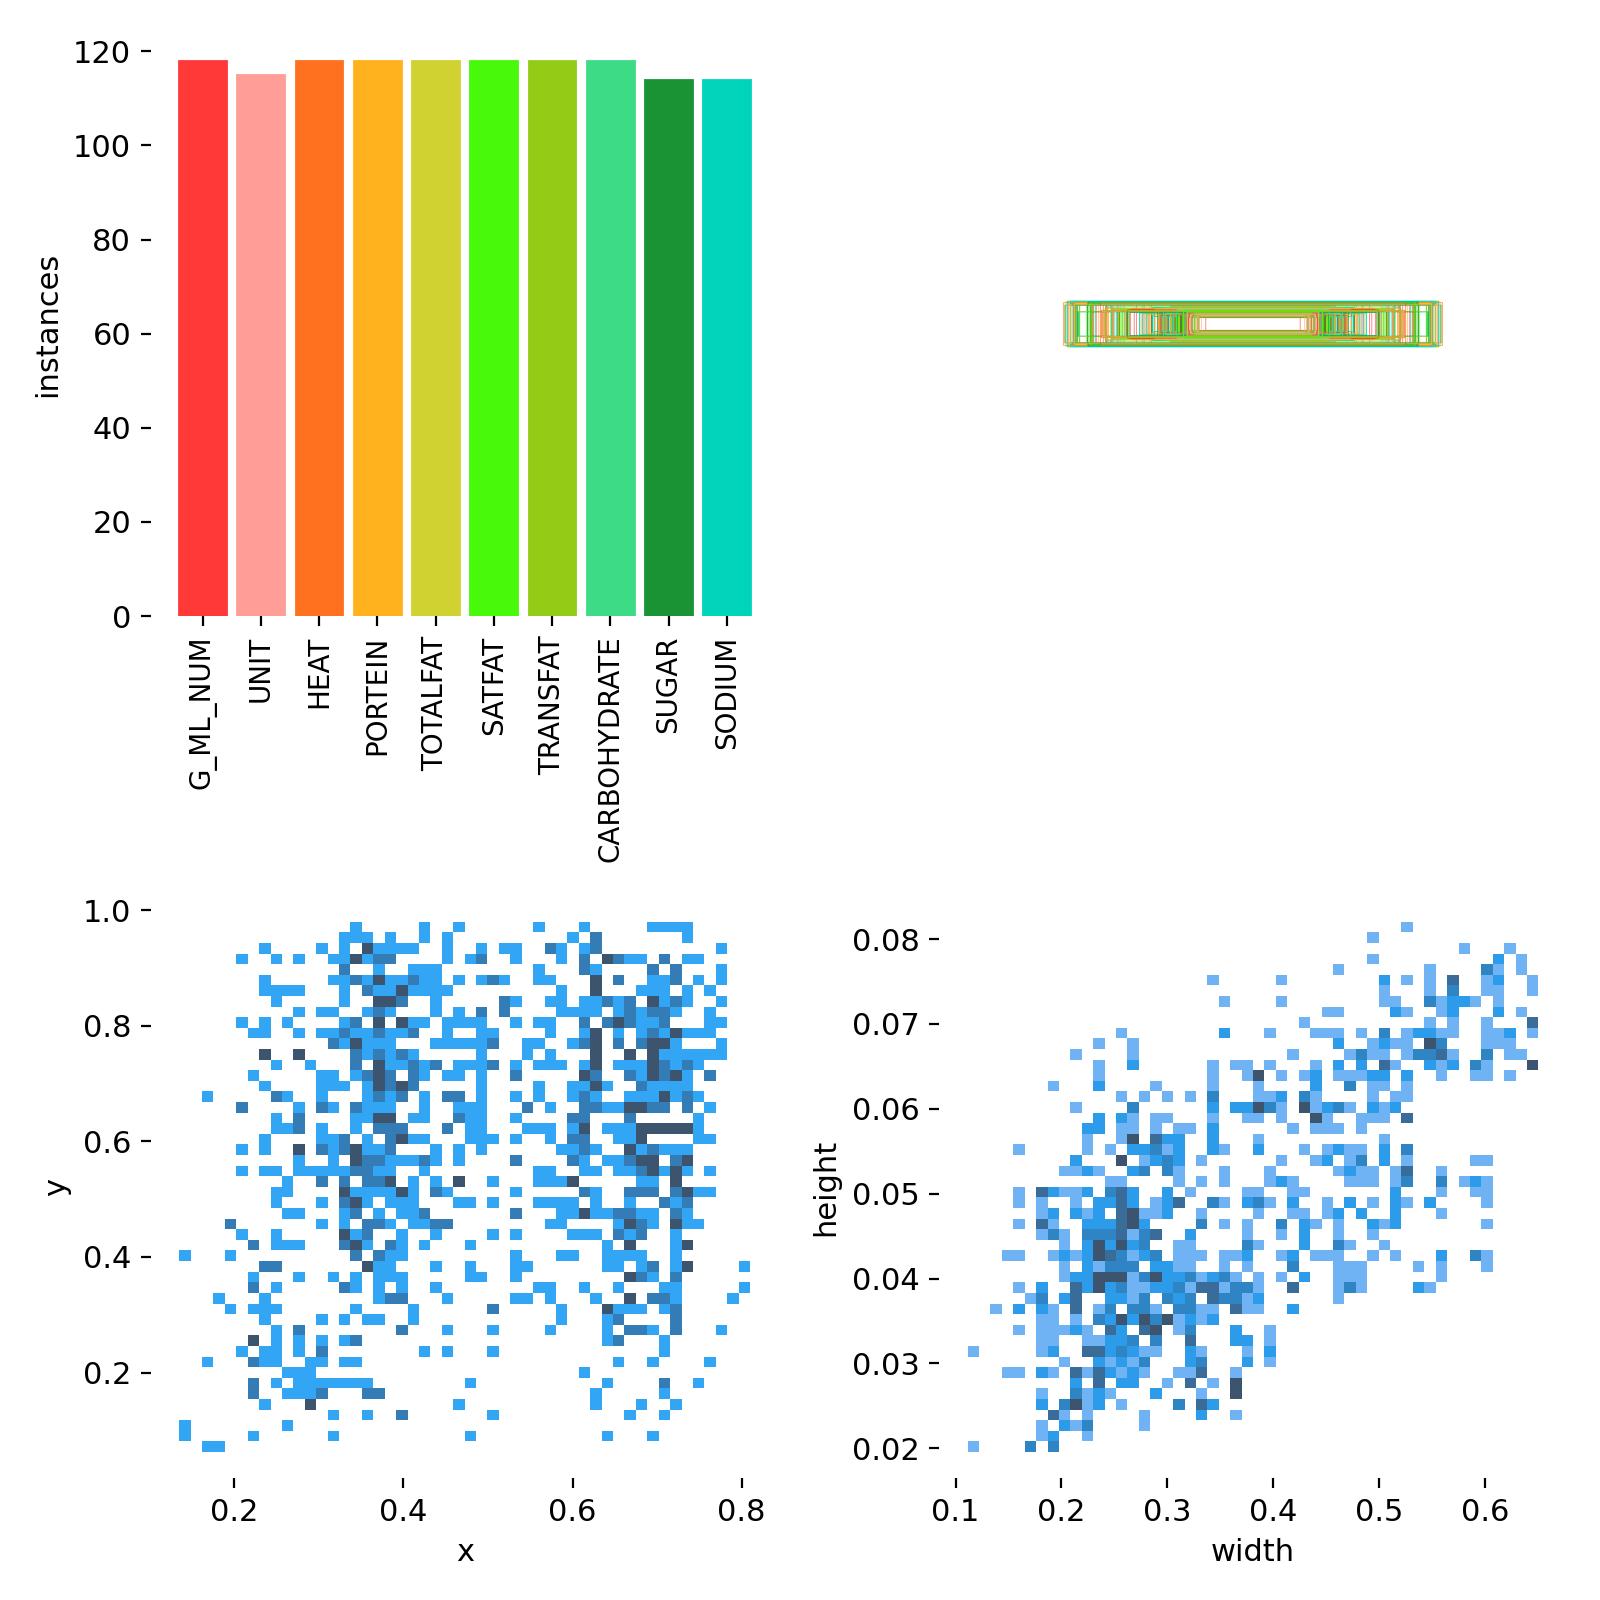 120
100
80
60
40
20
0
instances
G_ML_NUM
UNIT
HEAT
PORTEIN
TOTALFAT
SATFAT
TRANSFAT
CARBOHYDRATE
SUGAR
SODIUM
1.0
0.8
0.6
0.4
0.2
y
0.2 0.4 0.6 0.8
x
0.08
0.07
0.06
0.05
0.04
0.03
0.02
height
0.1 0.2 0.3 0.4 0.5 0.6
width